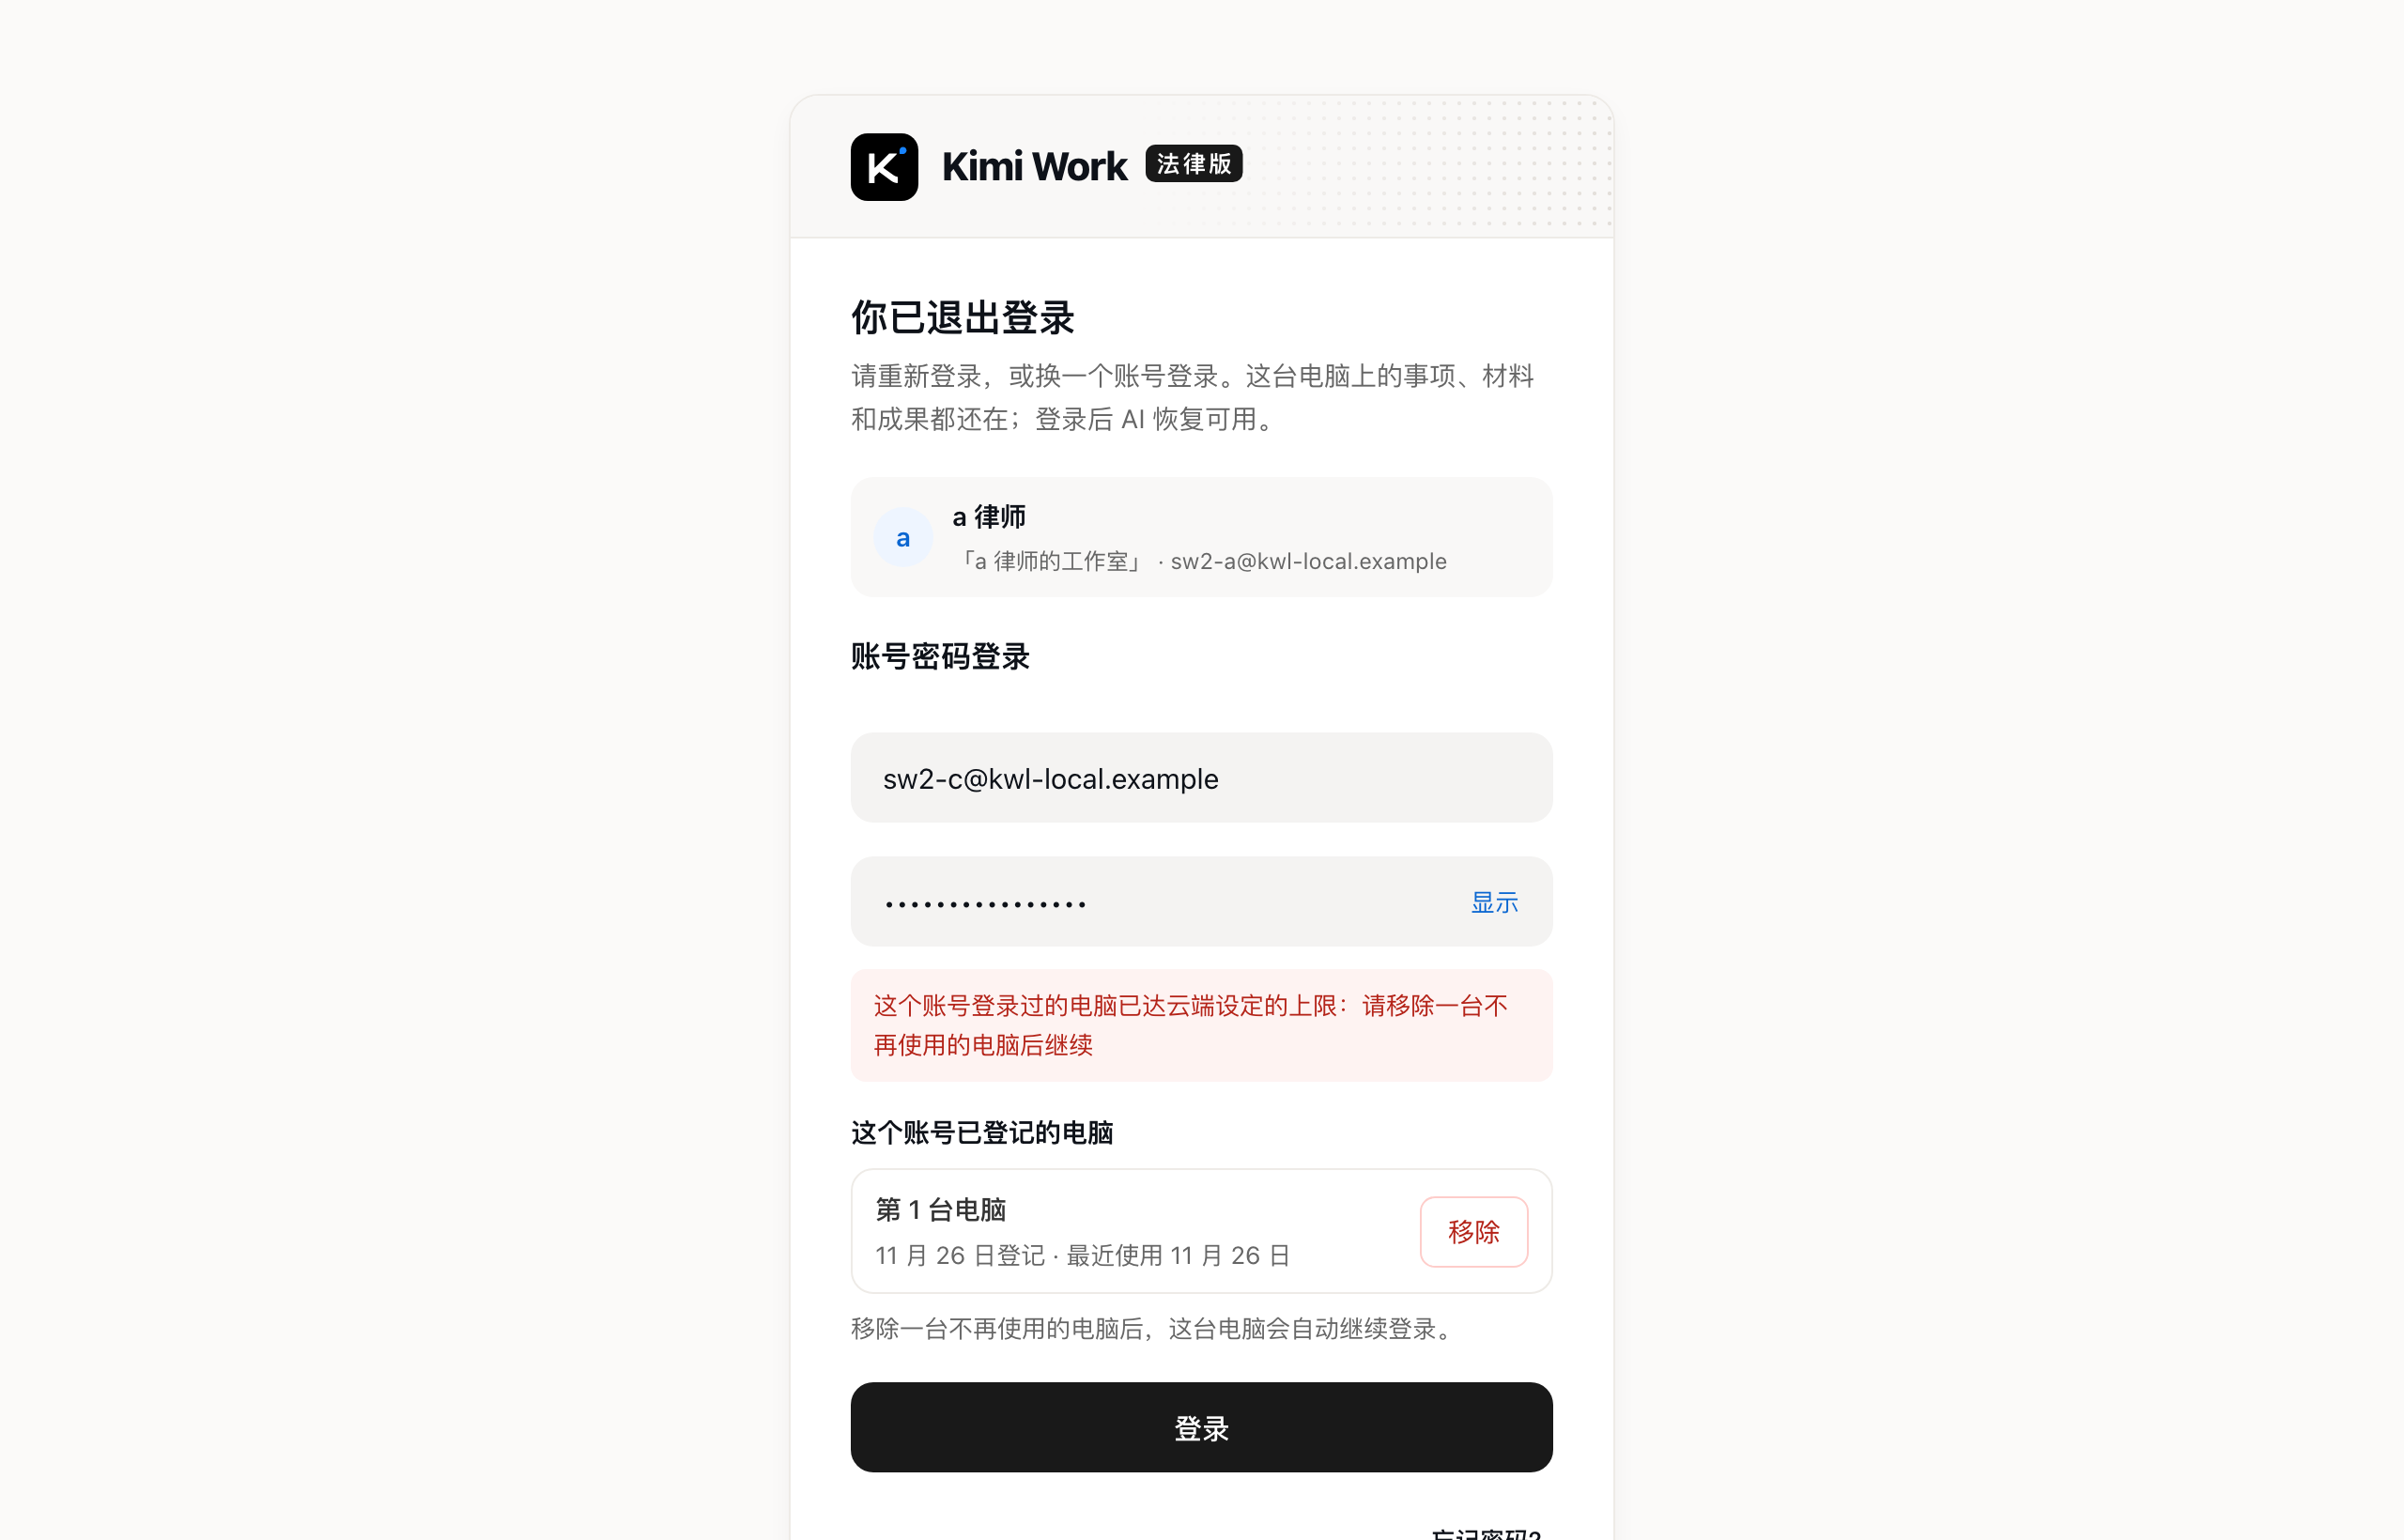 Kimi Work 法律版
你已退出登录
请重新登录，或换一个账号登录。这台电脑上的事项、材料
和成果都还在；登录后 AI 恢复可用。
a
a 律师
「a 律师的工作室」 · sw2-a@kwl-local.example
账号密码登录
sw2-c@kwl-local.example
••••••••••••••••
显示
这个账号登录过的电脑已达云端设定的上限：请移除一台不
再使用的电脑后继续
这个账号已登记的电脑
第 1 台电脑
11 月 26 日登记 · 最近使用 11 月 26 日
移除
移除一台不再使用的电脑后，这台电脑会自动继续登录。
登录
忘记密码?